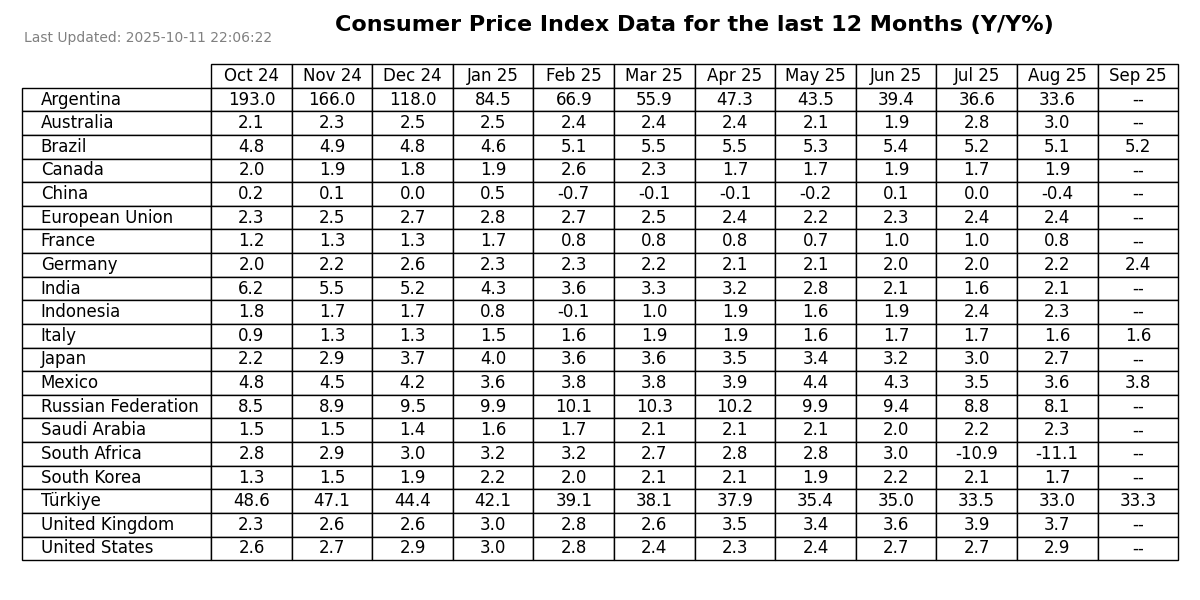 Consumer Price Index Data for the last 12 Months (Y/Y%)
Last Updated: 2025-10-11 22:06:22
Oct 24 Nov 24 Dec 24 Jan 25 Feb 25 Mar 25 Apr 25 May 25 Jun 25 Jul 25 Aug 25 Sep 25
Argentina 193.0 166.0 118.0 84.5 66.9 55.9 47.3 43.5 39.4 36.6 33.6 --
Australia 2.1 2.3 2.5 2.5 2.4 2.4 2.4 2.1 1.9 2.8 3.0 --
Brazil 4.8 4.9 4.8 4.6 5.1 5.5 5.5 5.3 5.4 5.2 5.1 5.2
Canada 2.0 1.9 1.8 1.9 2.6 2.3 1.7 1.7 1.9 1.7 1.9 --
China 0.2 0.1 0.0 0.5 -0.7 -0.1 -0.1 -0.2 0.1 0.0 -0.4 --
European Union 2.3 2.5 2.7 2.8 2.7 2.5 2.4 2.2 2.3 2.4 2.4 --
France 1.2 1.3 1.3 1.7 0.8 0.8 0.8 0.7 1.0 1.0 0.8 --
Germany 2.0 2.2 2.6 2.3 2.3 2.2 2.1 2.1 2.0 2.0 2.2 2.4
India 6.2 5.5 5.2 4.3 3.6 3.3 3.2 2.8 2.1 1.6 2.1 --
Indonesia 1.8 1.7 1.7 0.8 -0.1 1.0 1.9 1.6 1.9 2.4 2.3 --
Italy 0.9 1.3 1.3 1.5 1.6 1.9 1.9 1.6 1.7 1.7 1.6 1.6
Japan 2.2 2.9 3.7 4.0 3.6 3.6 3.5 3.4 3.2 3.0 2.7 --
Mexico 4.8 4.5 4.2 3.6 3.8 3.8 3.9 4.4 4.3 3.5 3.6 3.8
Russian Federation 8.5 8.9 9.5 9.9 10.1 10.3 10.2 9.9 9.4 8.8 8.1 --
Saudi Arabia 1.5 1.5 1.4 1.6 1.7 2.1 2.1 2.1 2.0 2.2 2.3 --
South Africa 2.8 2.9 3.0 3.2 3.2 2.7 2.8 2.8 3.0 -10.9 -11.1 --
South Korea 1.3 1.5 1.9 2.2 2.0 2.1 2.1 1.9 2.2 2.1 1.7 --
Türkiye 48.6 47.1 44.4 42.1 39.1 38.1 37.9 35.4 35.0 33.5 33.0 33.3
United Kingdom 2.3 2.6 2.6 3.0 2.8 2.6 3.5 3.4 3.6 3.9 3.7 --
United States 2.6 2.7 2.9 3.0 2.8 2.4 2.3 2.4 2.7 2.7 2.9 --